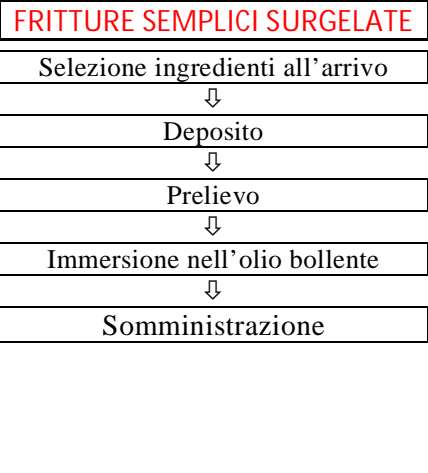 FRITTURE SEMPLICI SURGELATE
Selezione ingredienti all’arrivo
⇩
Deposito
⇩
Prelievo
⇩
Immersione nell’olio bollente
⇩
Somministrazione